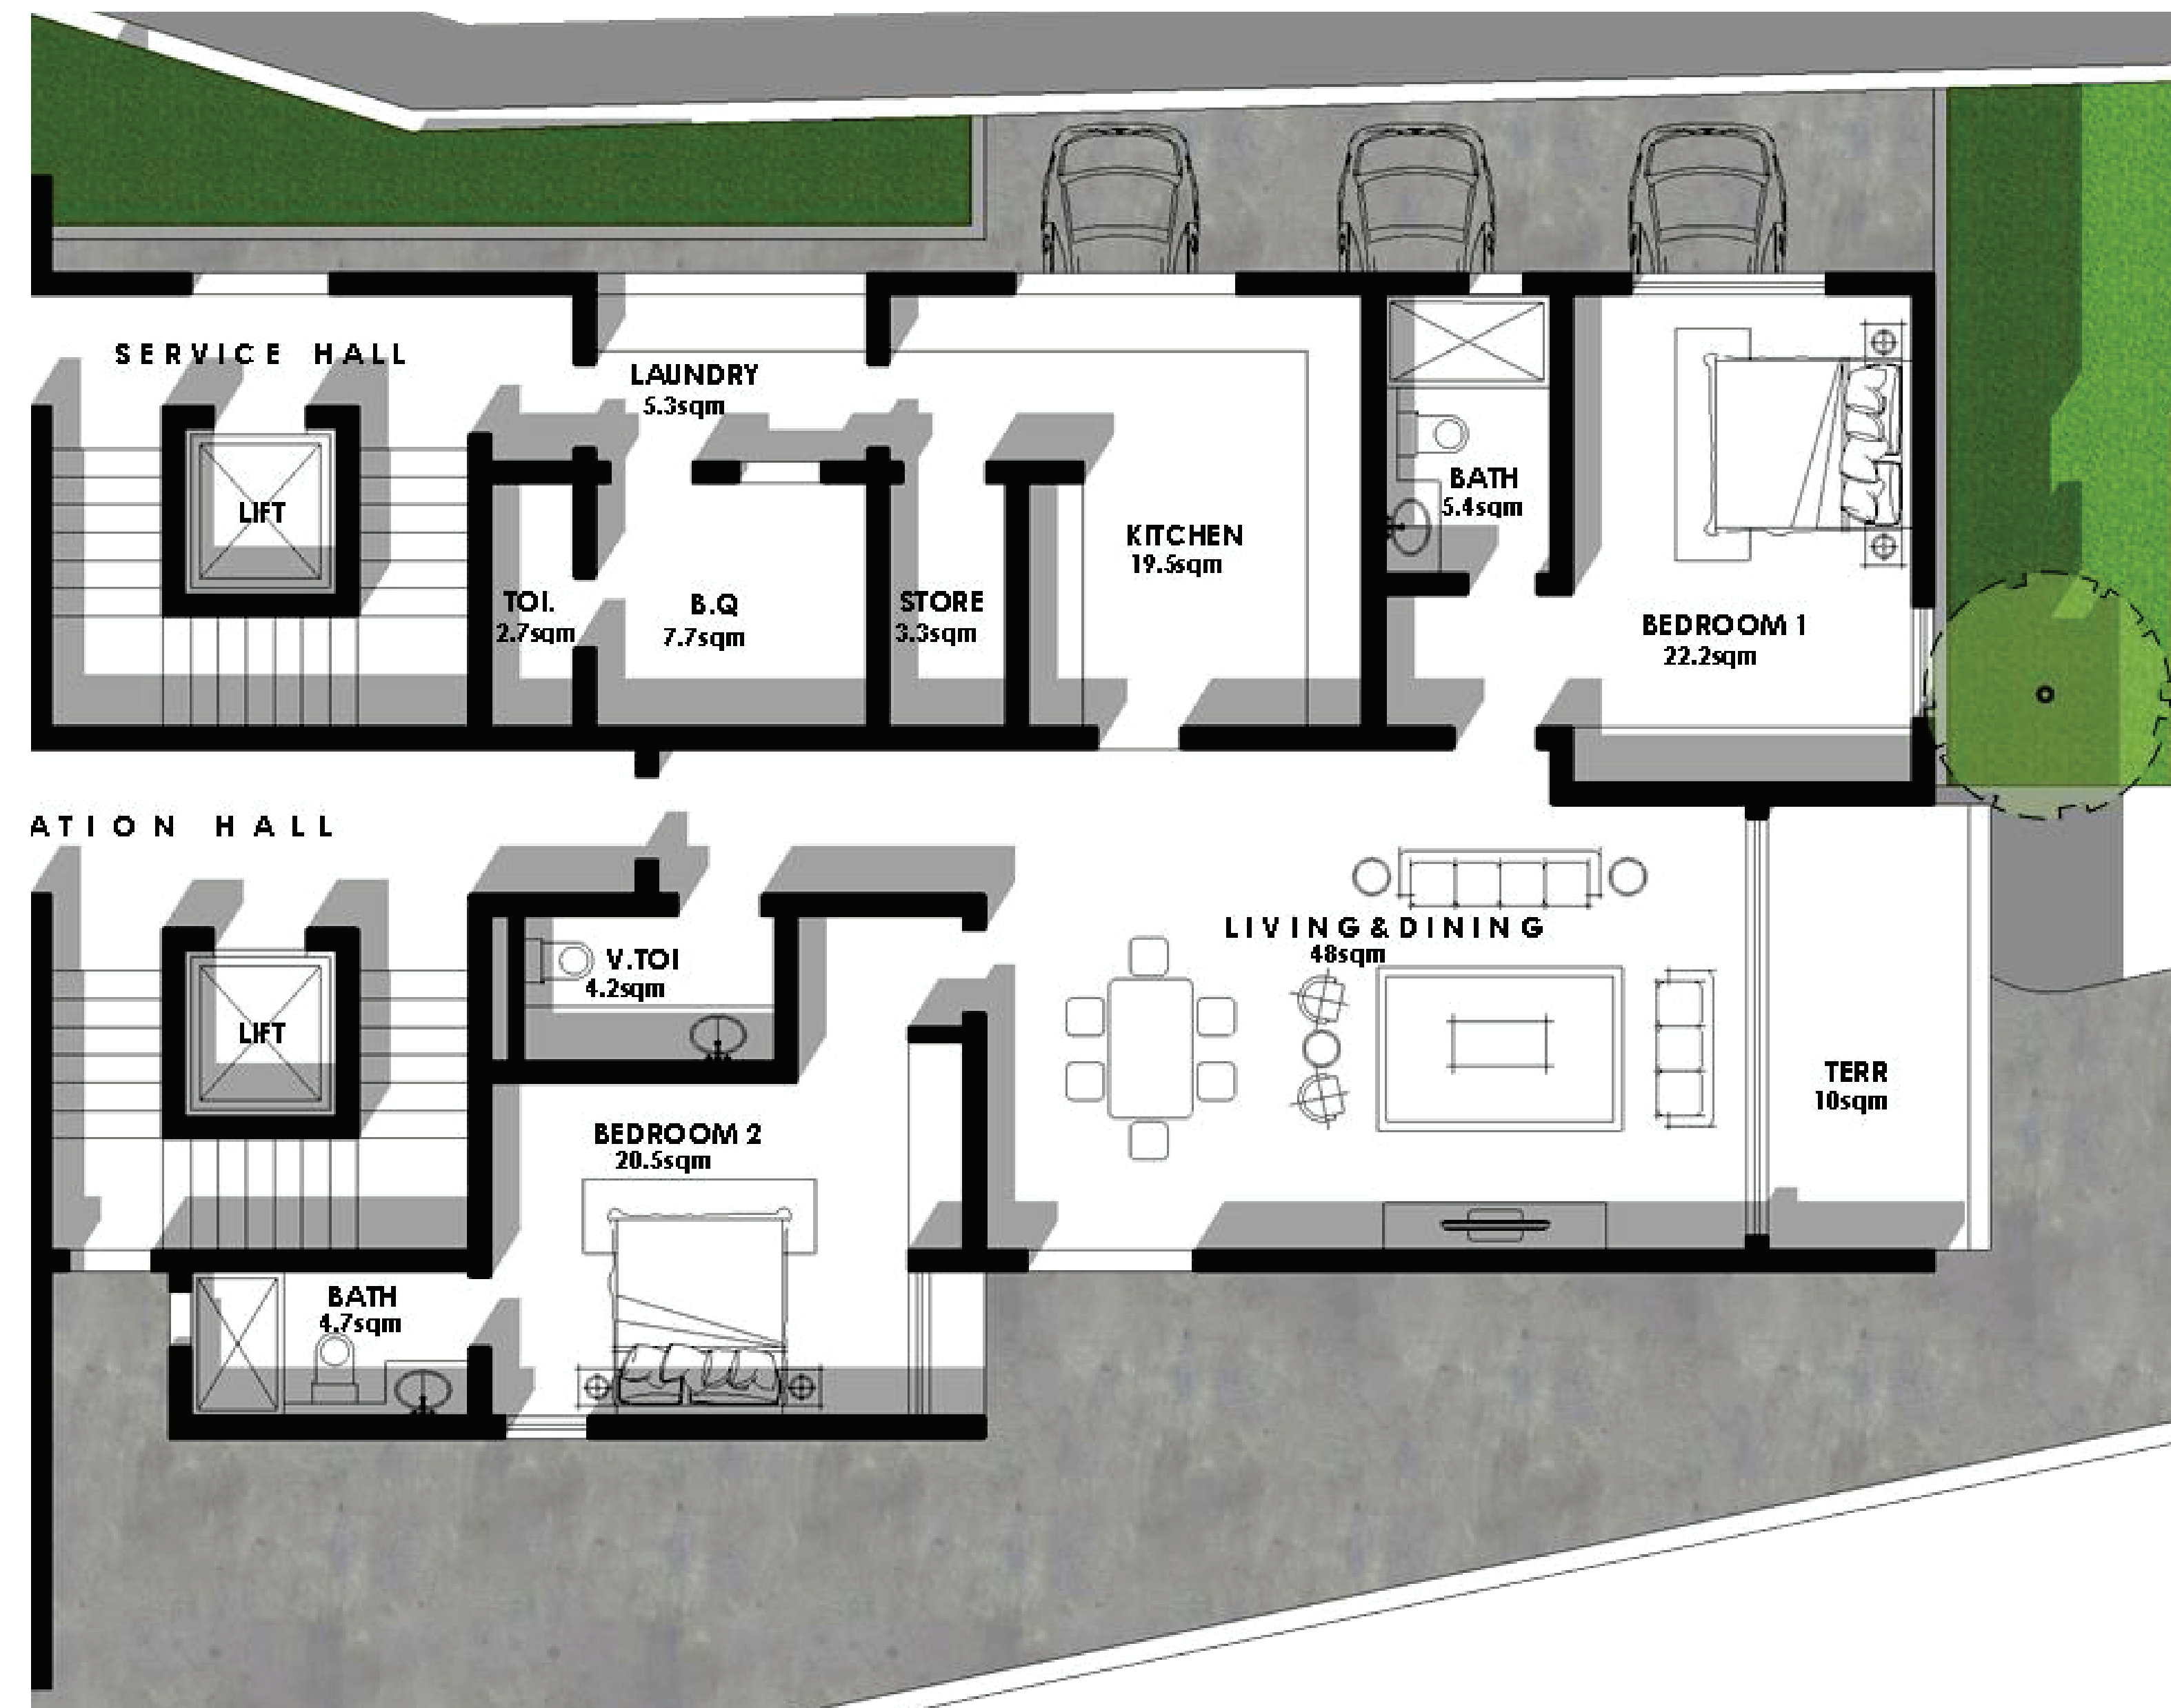 SERVICE HALL
LAUNDRY
5.3sqm
LIFT
BATH
5.4sqm
KITCHEN
19.5sqm
TOI.
2.7sqm
B.Q
7.7sqm
STORE
3.3sqm
BEDROOM 1
22.2sqm
ATION HALL
LIVING&DINING
48sqm
V.TOI
4.2sqm
LIFT
TERR
10sqm
BEDROOM 2
20.5sqm
BATH
4.7sqm